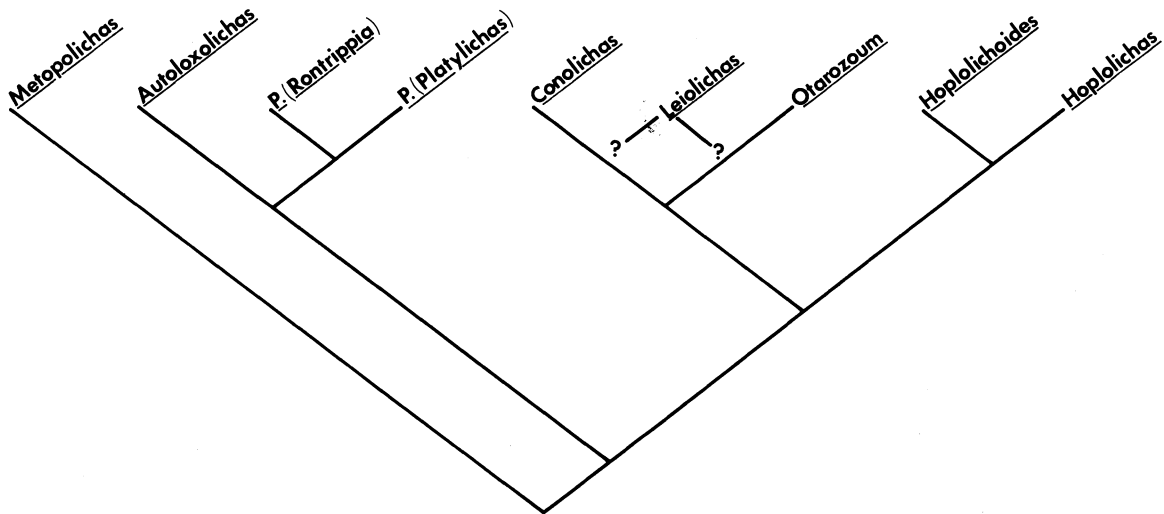 Metopolichas
Autoloxolichas
P. (Rontrippia)
P. (Platylichas)
Conolichas
? Leiolichas ?
Otarozoum
Hoplolichoides
Hoplolichas